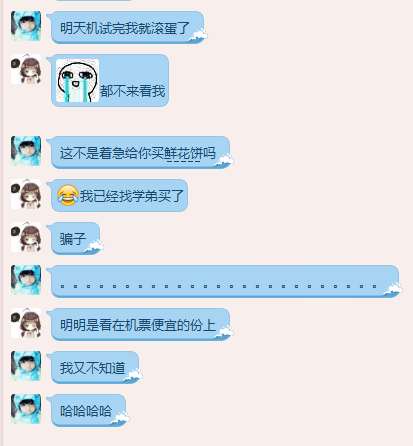 明天机试完我就滚蛋了
都不来看我
这不是着急给你买鲜花饼吗
我已经找学弟买了
骗子
。。。。。。。。。。。。。。。。。。。。。。。。。
明明是看在机票便宜的份上
我又不知道
哈哈哈哈